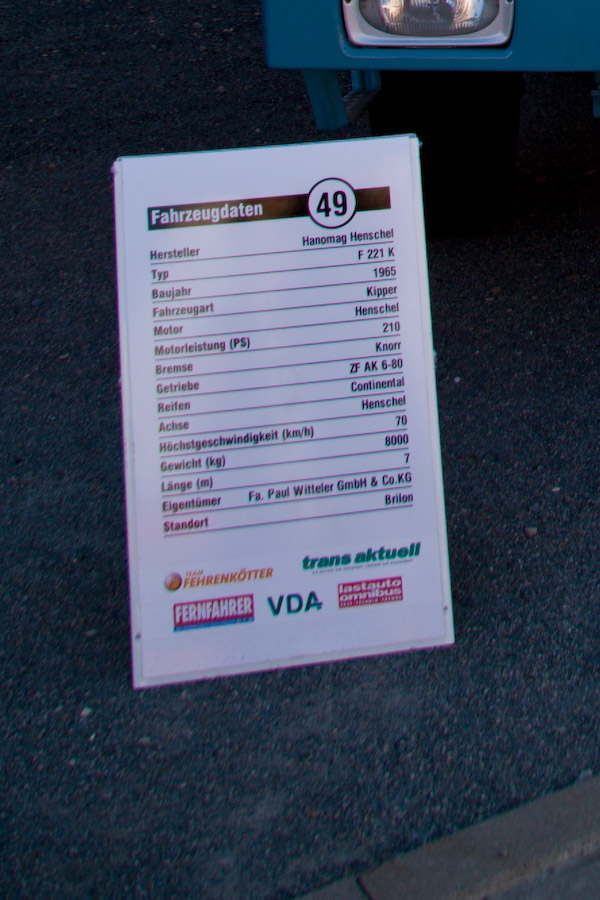 Fahrzeugdaten 49
Hersteller Hanomag Henschel
Typ F 221 K
Baujahr 1965
Fahrzeugart Kipper
Motor Henschel
Motorleistung (PS) 210
Bremse Knorr
Getriebe ZF AK 6-80
Reifen Continental
Achse Henschel
Höchstgeschwindigkeit (km/h) 70
Gewicht (kg) 8000
Länge (m) 7
Eigentümer Fa. Paul Witteler GmbH & Co.KG
Standort Brilon
TEAM
FEHRENKÖTTER
trans aktuell
FERNFAHRER
VDA
lastauto
omnibus